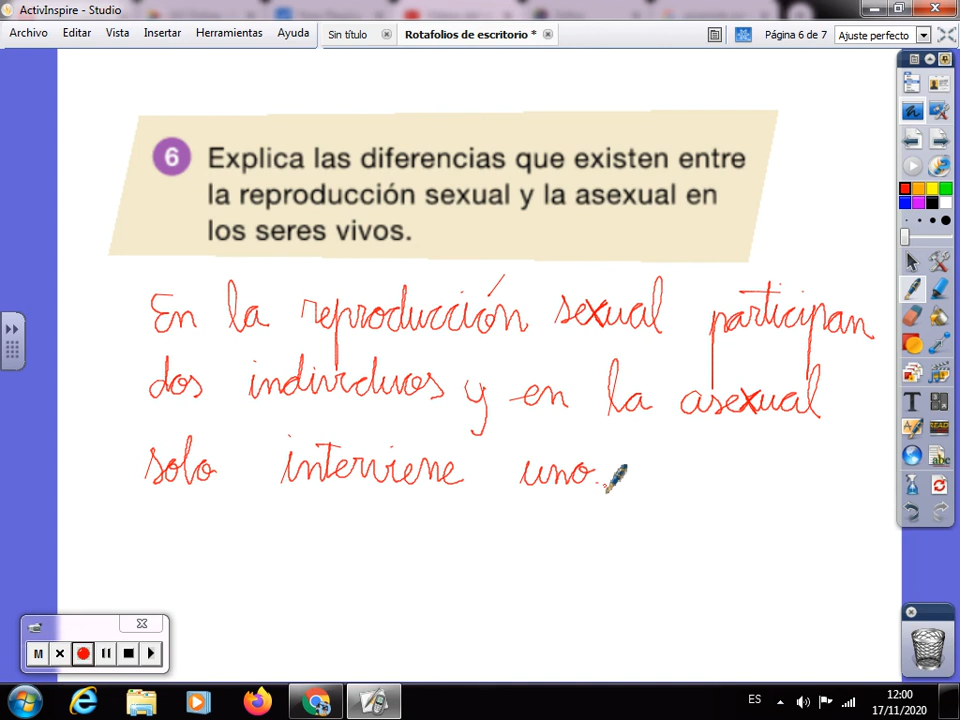 ActivInspire - Studio
Archivo Editar Vista Insertar Herramientas Ayuda Sin título Rotafolios de escritorio * Página 6 de 7 Ajuste perfecto
6 Explica las diferencias que existen entre
la reproducción sexual y la asexual en
los seres vivos.
En la reproducción sexual participan
dos individuos y en la asexual
solo interviene uno.
M
ES
12:00
17/11/2020